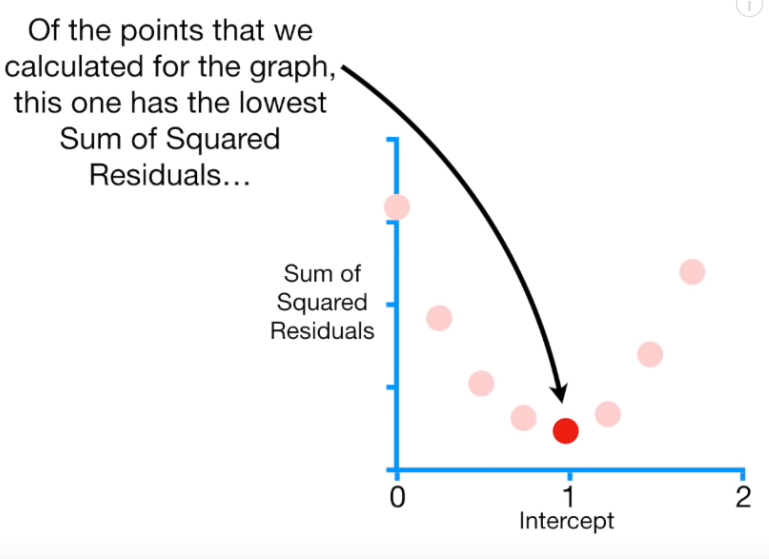 Of the points that we
calculated for the graph,
this one has the lowest
Sum of Squared
Residuals…
Sum of
Squared
Residuals
0
1
2
Intercept